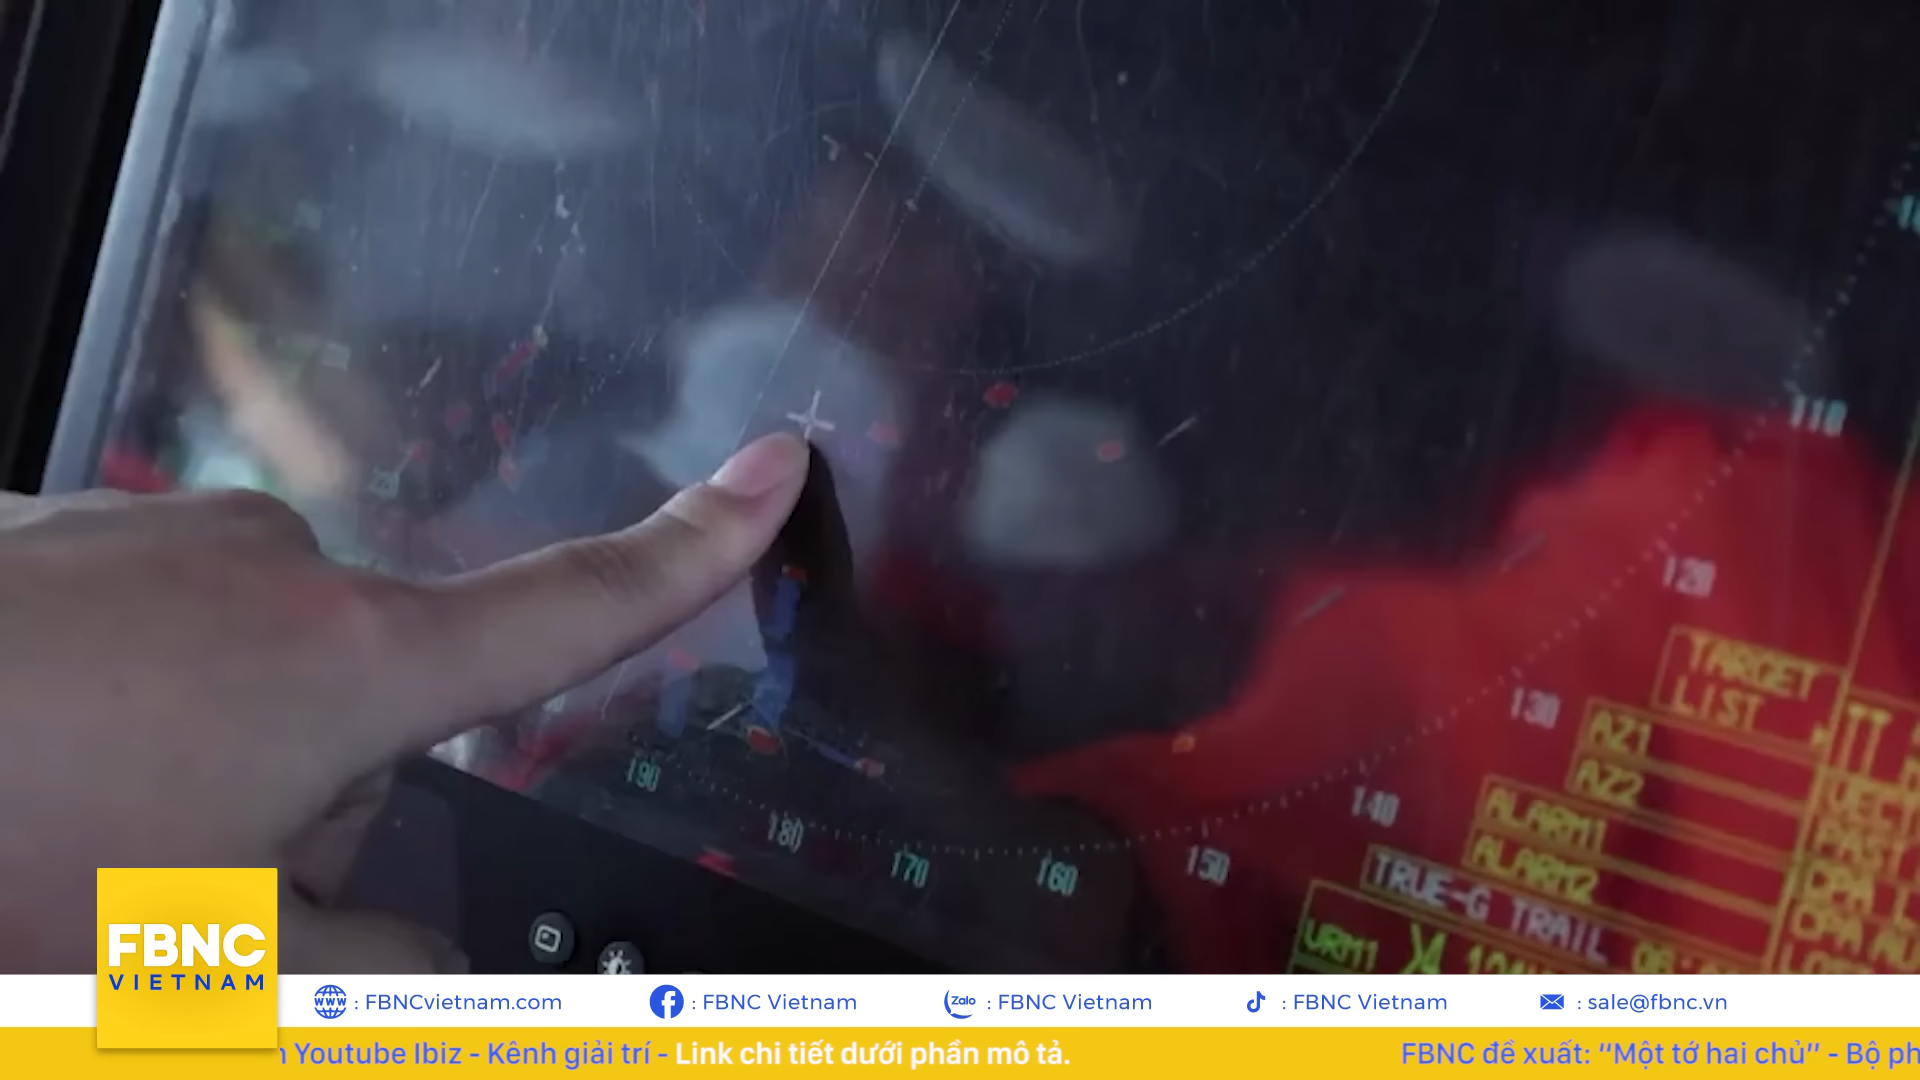 110
120
TARGET
LIST
130
AZ1
AZ2
ALARM1
ALARM2
TRUE-G TRAIL
VRM1
190
180
170
160
150
140
FBNC
VIETNAM
www : FBNCvietnam.com
: FBNC Vietnam
Zalo : FBNC Vietnam
: FBNC Vietnam
: sale@fbnc.vn
Youtube Ibiz - Kênh giải trí - Link chi tiết dưới phần mô tả.
FBNC đề xuất: “Một tớ hai chủ” - Bộ ph